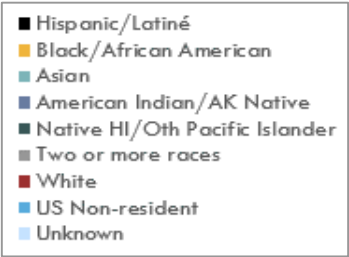 Hispanic/Latiné
Black/African American
Asian
American Indian/AK Native
Native HI/Oth Pacific Islander
Two or more races
White
US Non-resident
Unknown